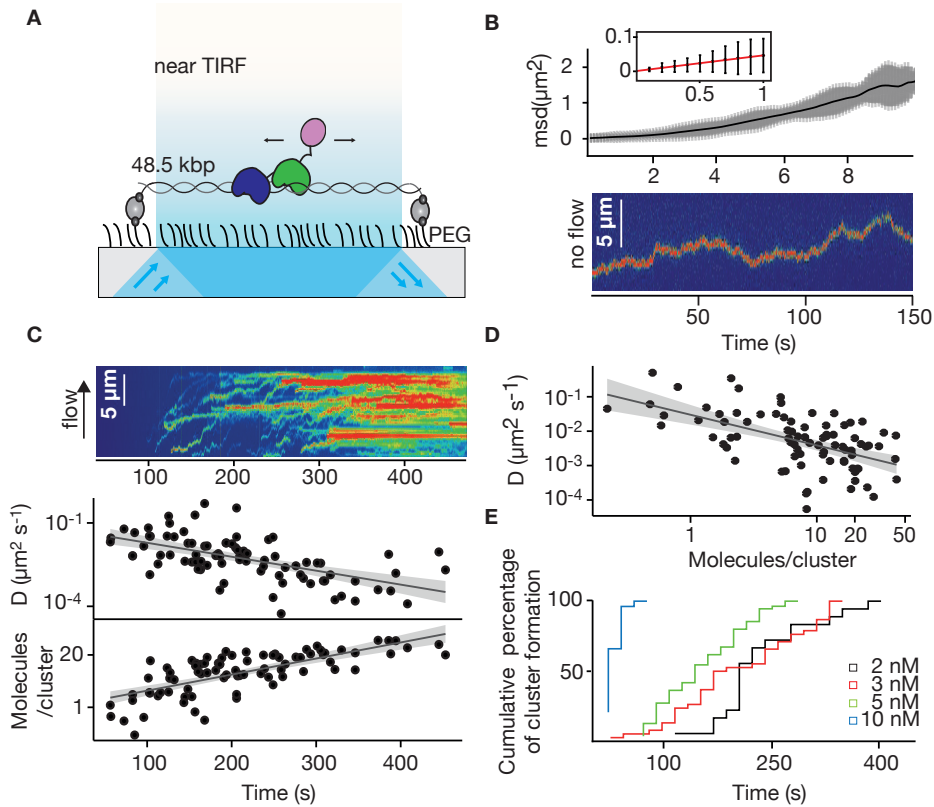 A
near TIRF
48.5 kbp
PEG
B
msd(μm²)
0.1
0
0.5
1
2
1
0
2
4
6
8
no flow
5 μm
50
100
150
Time (s)
C
flow
5 μm
100
200
300
400
D (μm² s⁻¹)
10⁻¹
10⁻⁴
Molecules
/cluster
20
1
100
200
300
400
Time (s)
D
D (μm² s⁻¹)
10⁻¹
10⁻²
10⁻³
10⁻⁴
1
10
20
50
Molecules/cluster
E
Cumulative percentage
of cluster formation
100
50
2 nM
3 nM
5 nM
10 nM
100
250
400
Time (s)